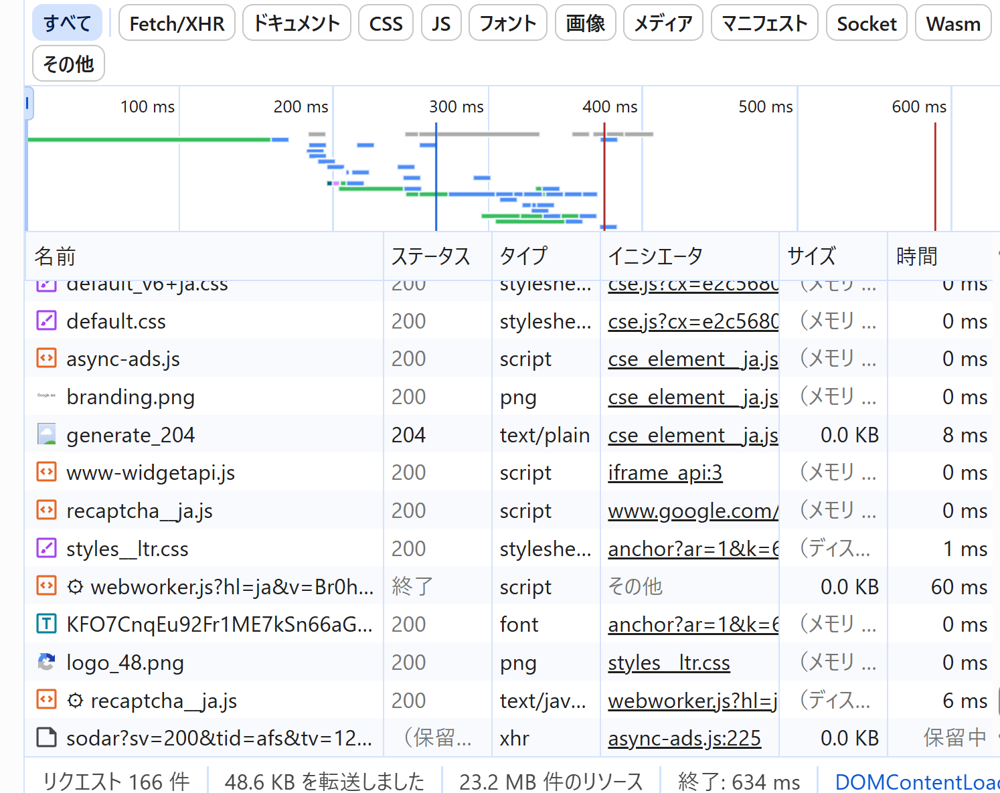 すべて Fetch/XHR ドキュメント CSS JS フォント 画像 メディア マニフェスト Socket Wasm
その他
100 ms 200 ms 300 ms 400 ms 500 ms 600 ms
名前 ステータス タイプ イニシエータ サイズ 時間
default_v6+ja.css 200 styleshe... cse.js?cx=e2c5680 （メモリ ... 0 ms
default.css 200 styleshe... cse.js?cx=e2c5680 （メモリ ... 0 ms
async-ads.js 200 script cse_element__ja.js （メモリ ... 0 ms
branding.png 200 png cse_element__ja.js （メモリ ... 0 ms
generate_204 204 text/plain cse_element__ja.js 0.0 KB 8 ms
www-widgetapi.js 200 script iframe_api:3 （メモリ ... 0 ms
recaptcha__ja.js 200 script www.google.com/ （メモリ ... 0 ms
styles__ltr.css 200 styleshe... anchor?ar=1&k=6 （ディス... 1 ms
webworker.js?hl=ja&v=Br0h... 終了 script その他 0.0 KB 60 ms
KFO7CnqEu92Fr1ME7kSn66aG... 200 font anchor?ar=1&k=6 （メモリ ... 0 ms
logo_48.png 200 png styles__ltr.css （メモリ ... 0 ms
recaptcha__ja.js 200 text/jav... webworker.js?hl=j （ディス... 6 ms
sodar?sv=200&tid=afs&tv=12... （保留... xhr async-ads.js:225 0.0 KB 保留中
リクエスト 166 件 48.6 KB を転送しました 23.2 MB 件のリソース 終了: 634 ms DOMContentLoad